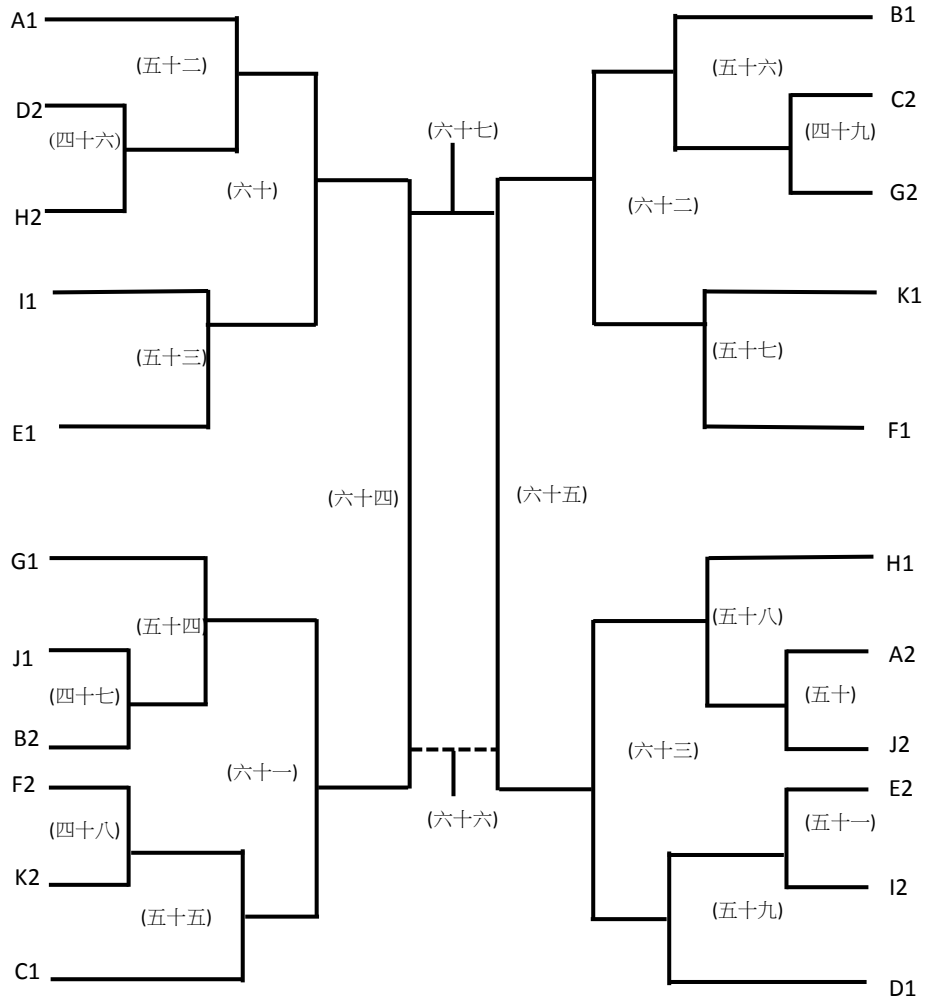 A1
(五十二)
D2
(四十六)
H2
(六十)
I1
(五十三)
E1
(六十四)
G1
(五十四)
J1
(四十七)
B2
(六十一)
F2
(四十八)
K2
(五十五)
C1
(六十七)
(六十六)
B1
(五十六)
C2
(四十九)
G2
(六十二)
K1
(五十七)
F1
(六十五)
H1
(五十八)
A2
(五十)
J2
(六十三)
E2
(五十一)
I2
(五十九)
D1